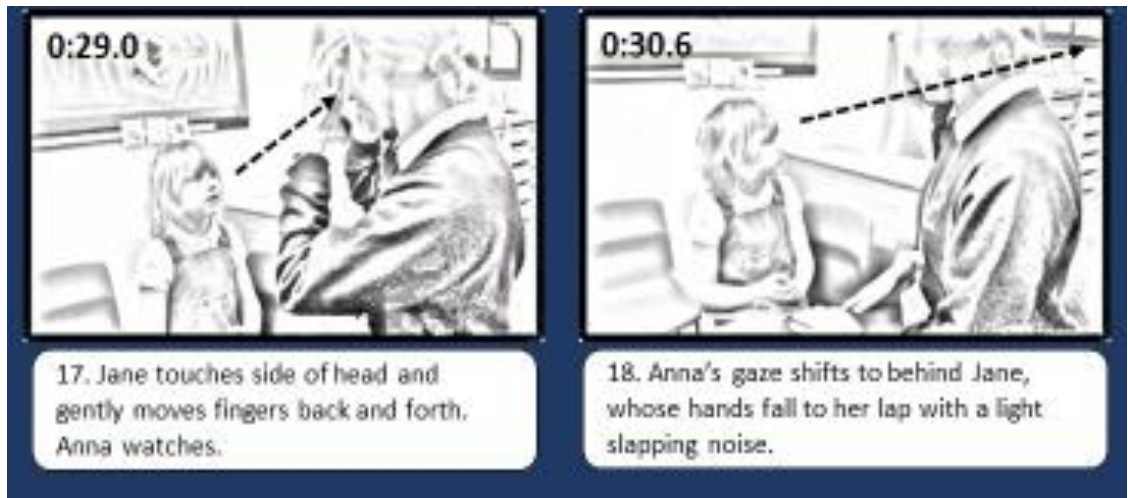 0:29.0
17. Jane touches side of head and
gently moves fingers back and forth.
Anna watches.
0:30.6
18. Anna's gaze shifts to behind Jane,
whose hands fall to her lap with a light
slapping noise.